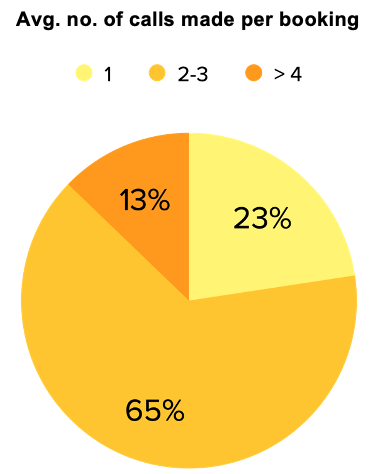 Avg. no. of calls made per booking
1 2-3 > 4
13%
23%
65%